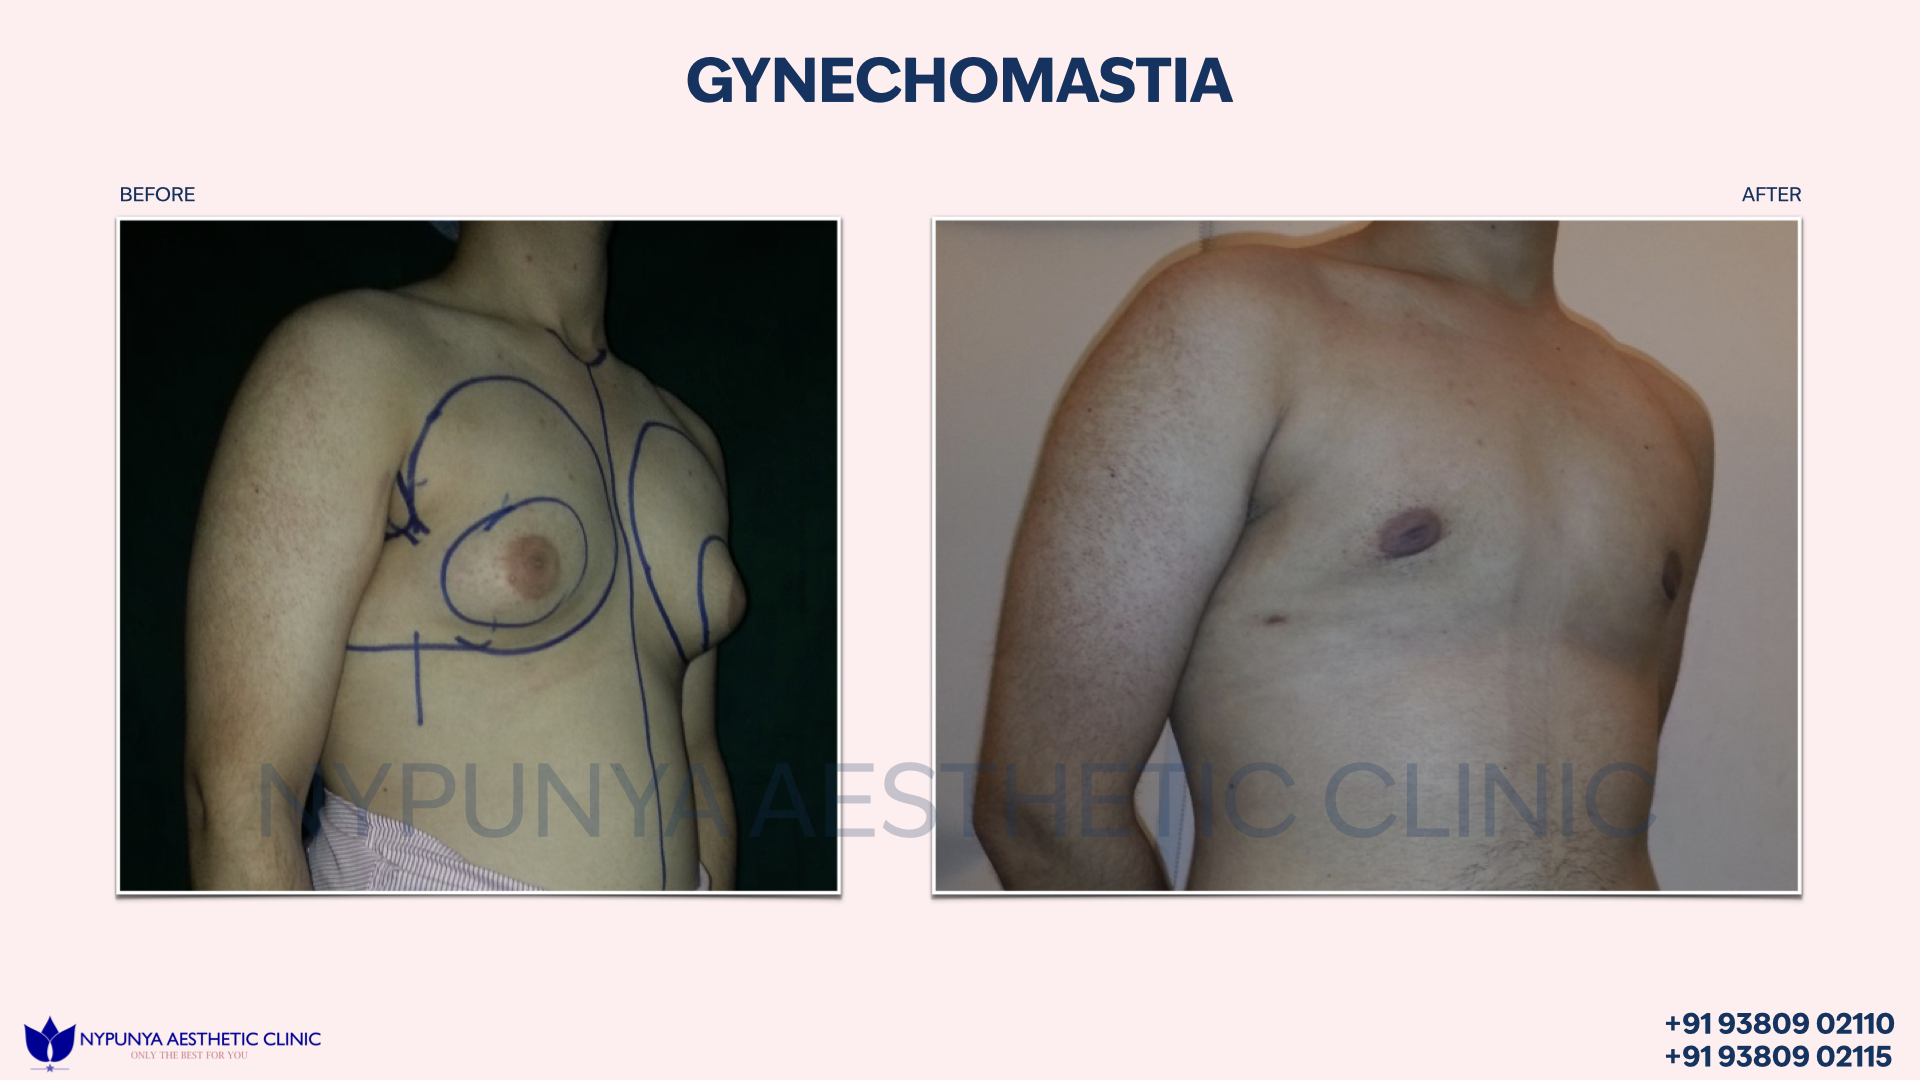 GYNECHOMASTIA
BEFORE
AFTER
NYPUNYA AESTHETIC CLINIC
NYPUNYA AESTHETIC CLINIC
ONLY THE BEST FOR YOU
+91 93809 02110
+91 93809 02115